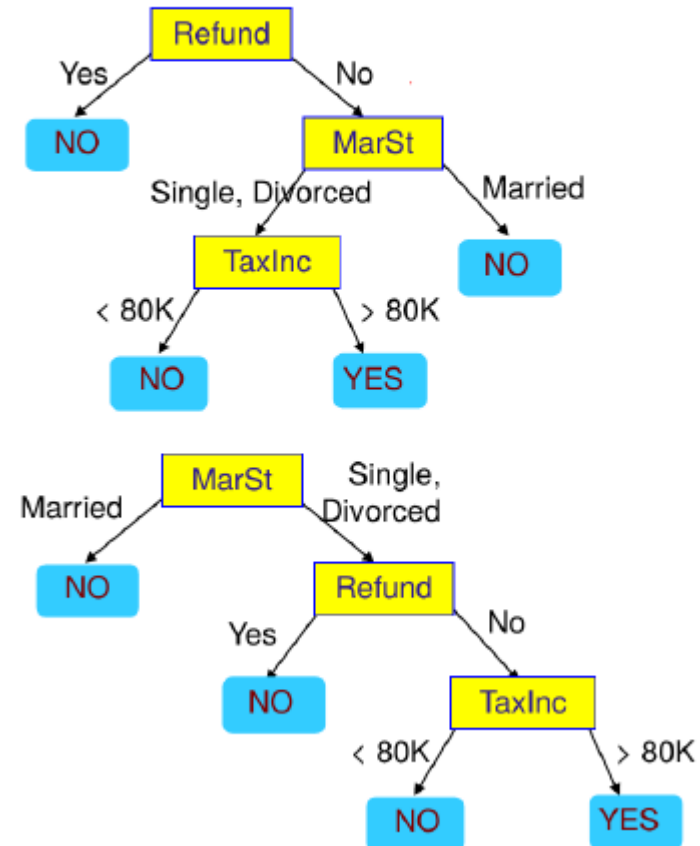 Refund
Yes
No
NO
MarSt
Single, Divorced
Married
TaxInc
NO
< 80K
> 80K
NO
YES
MarSt
Single,
Divorced
Married
NO
Refund
Yes
No
NO
TaxInc
< 80K
> 80K
NO
YES